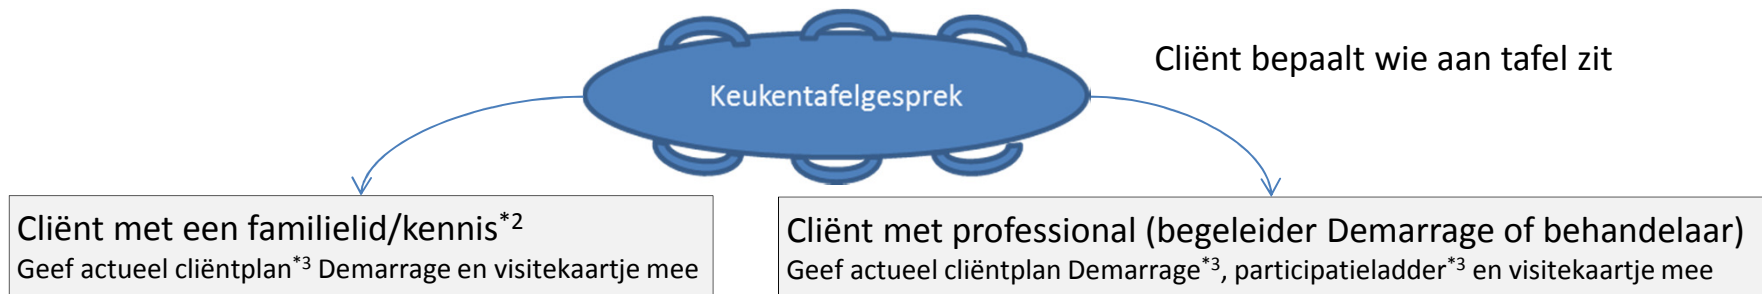 Cliënt bepaalt wie aan tafel zit
Keukentafelgesprek
Cliënt met een familielid/kennis*2
Geef actueel cliëntplan*3 Demarrage en visitekaartje mee
Cliënt met professional (begeleider Demarrage of behandelaar)
Geef actueel cliëntplan Demarrage*3, participatieladder*3 en visitekaartje mee